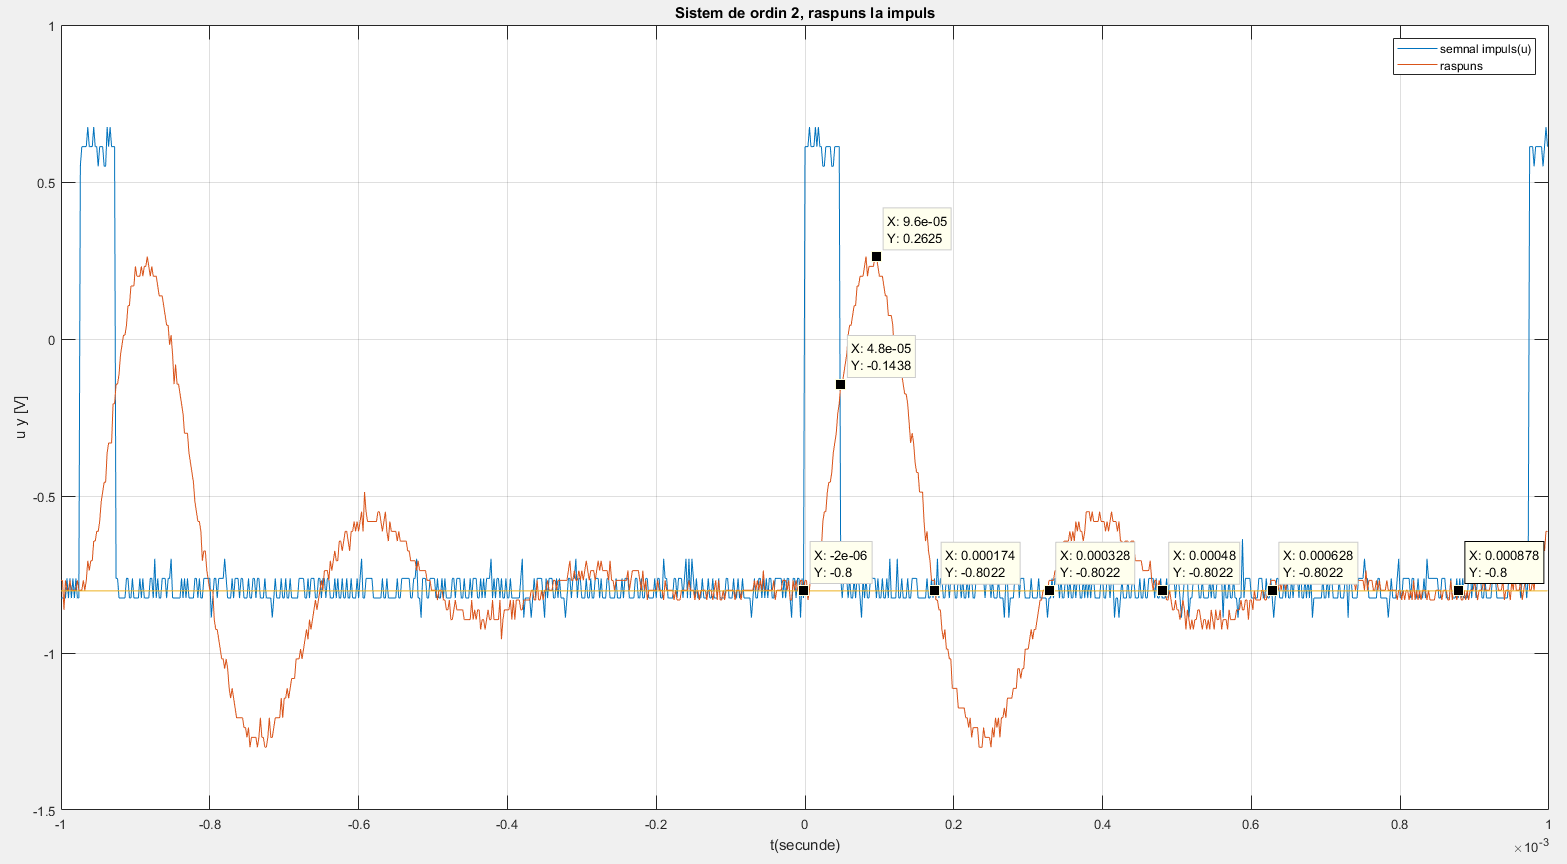 Sistem de ordin 2, raspuns la impuls
semnal impuls(u)
raspuns
u y [V]
1
0.5
0
-0.5
-1
-1.5
X: 9.6e-05
Y: 0.2625
X: 4.8e-05
Y: -0.1438
X: -2e-06
Y: -0.8
X: 0.000174
Y: -0.8022
X: 0.000328
Y: -0.8022
X: 0.00048
Y: -0.8022
X: 0.000628
Y: -0.8022
X: 0.000878
Y: -0.8
-1 -0.8 -0.6 -0.4 -0.2 0 0.2 0.4 0.6 0.8 1
t(secunde)
×10^-3